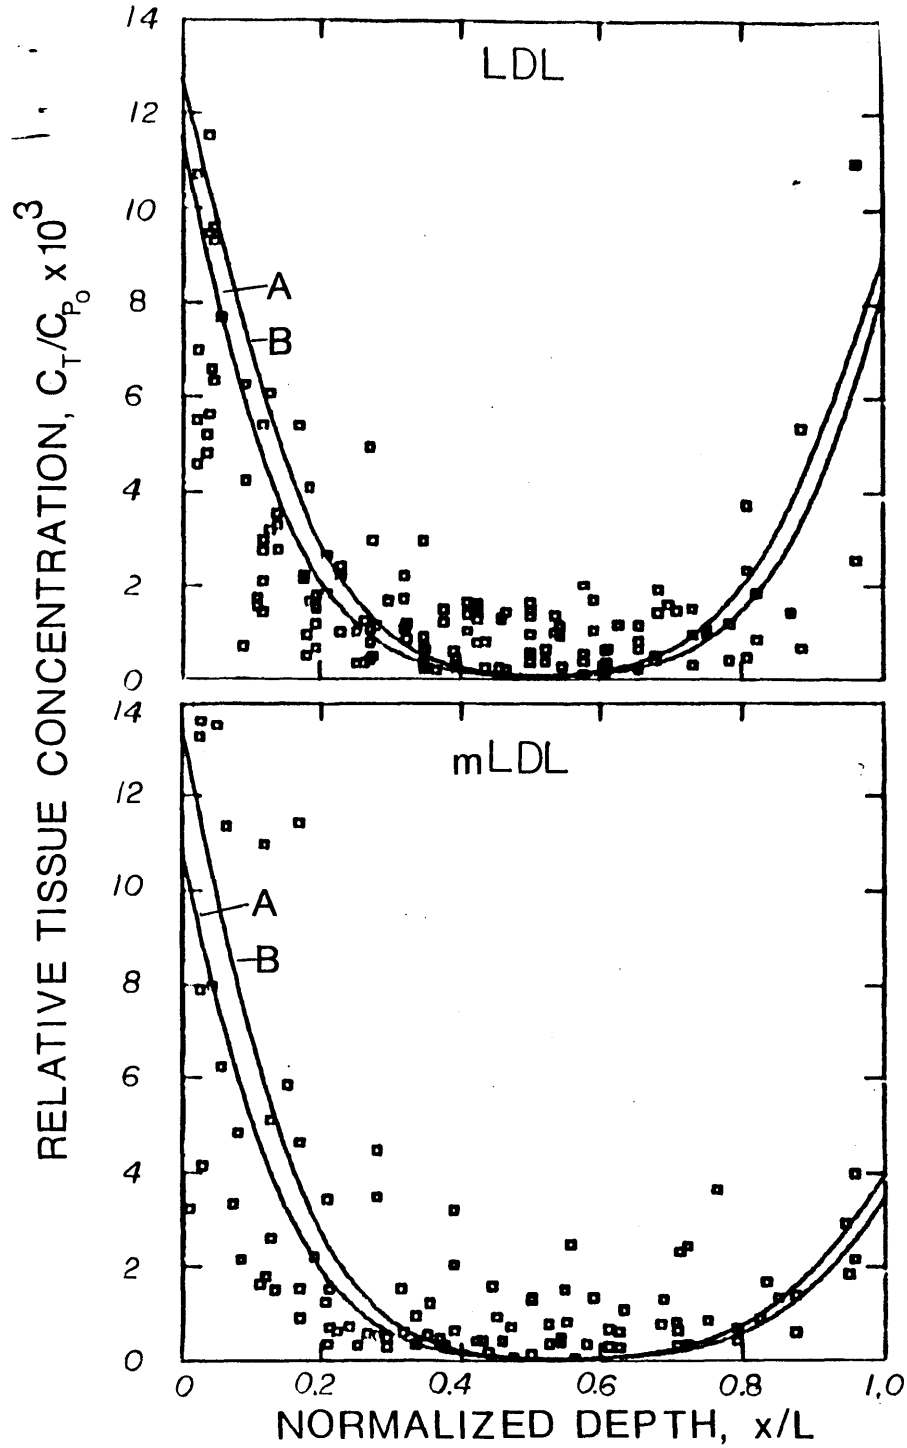 RELATIVE TISSUE CONCENTRATION, C_T/C_Po x10^3
14
12
10
8
6
4
2
0
LDL
A
B
14
12
10
8
6
4
2
0
mLDL
A
B
0 0.2 0.4 0.6 0.8 1.0
NORMALIZED DEPTH, x/L